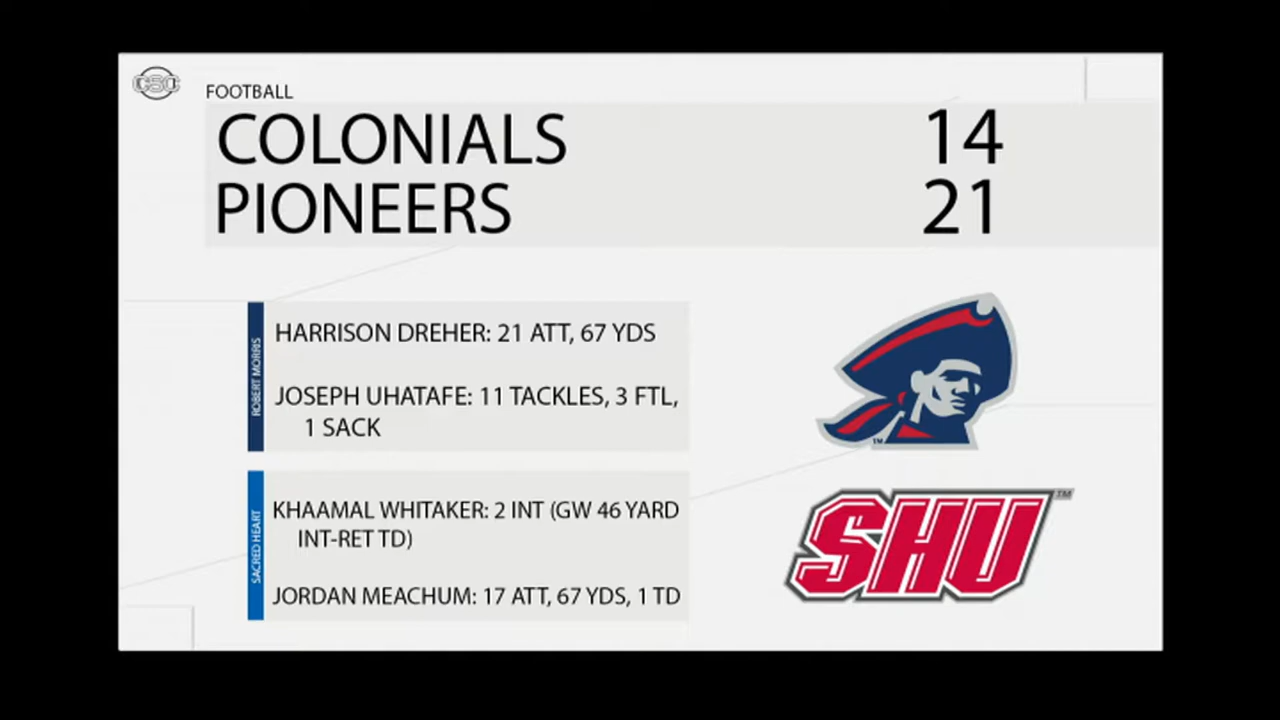 CSC
FOOTBALL
COLONIALS 14
PIONEERS 21
ROBERT MORRIS
HARRISON DREHER: 21 ATT, 67 YDS
JOSEPH UHATAFE: 11 TACKLES, 3 FTL,
1 SACK
TM
SACRED HEART
KHAAMAL WHITAKER: 2 INT (GW 46 YARD
INT-RET TD)
JORDAN MEACHUM: 17 ATT, 67 YDS, 1 TD
SHU TM